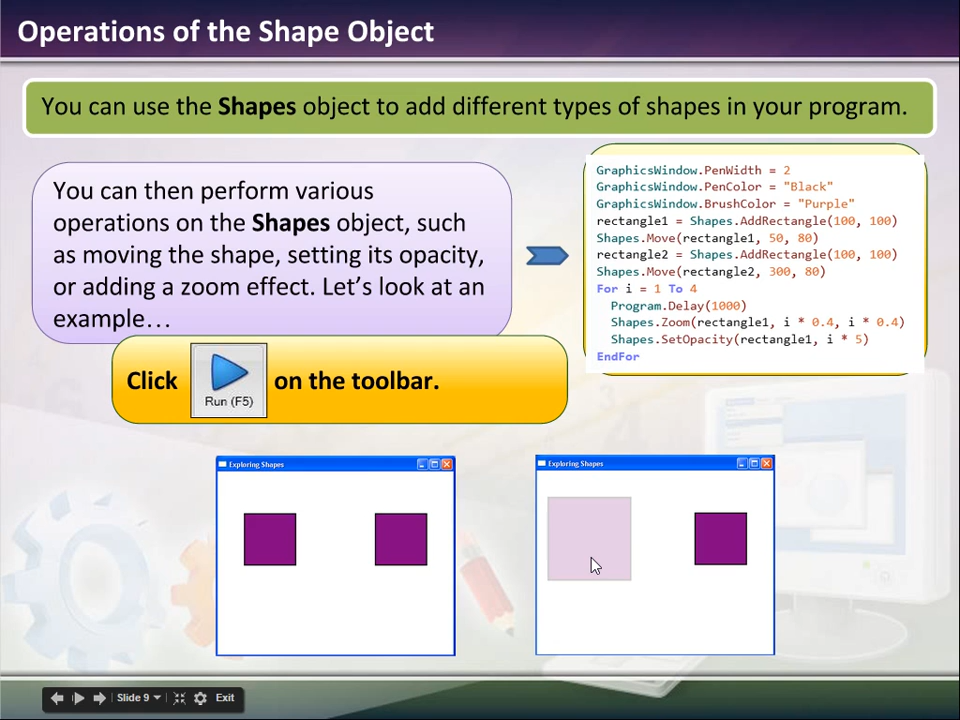 Operations of the Shape Object
You can use the Shapes object to add different types of shapes in your program.
You can then perform various
operations on the Shapes object, such
as moving the shape, setting its opacity,
or adding a zoom effect. Let's look at an
example…
GraphicsWindow.PenWidth = 2
GraphicsWindow.PenColor = "Black"
GraphicsWindow.BrushColor = "Purple"
rectangle1 = Shapes.AddRectangle(100, 100)
Shapes.Move(rectangle1, 50, 80)
rectangle2 = Shapes.AddRectangle(100, 100)
Shapes.Move(rectangle2, 300, 80)
For i = 1 To 4
Program.Delay(1000)
Shapes.Zoom(rectangle1, i * 0.4, i * 0.4)
Shapes.SetOpacity(rectangle1, i * 5)
EndFor
Click Run (F5) on the toolbar.
Exploring Shapes
Exploring Shapes
Slide 9 Exit